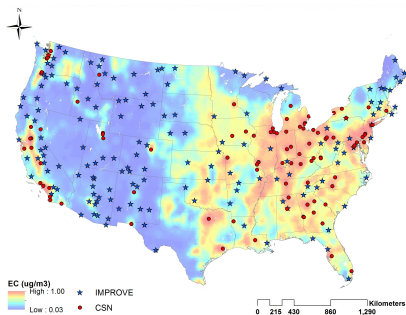 N
EC (ug/m3)
High : 1.00
Low : 0.03
IMPROVE
CSN
Kilometers
0 215 430 860 1,290